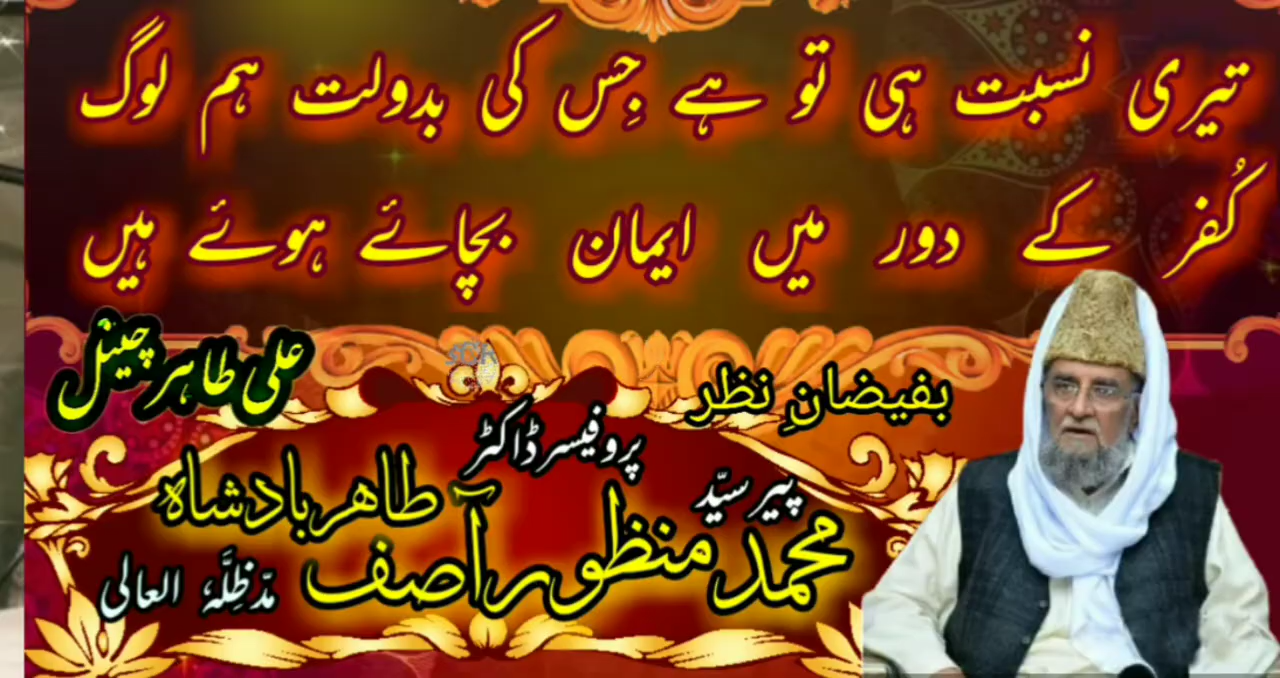 تیری نسبت ہی تو ہے جِس کی بدولت ہم لوگ
کُفر کے دور میں ایمان بچائے ہوئے ہیں
علی طاہر چینل
بفیضانِ نظر
پروفیسر ڈاکٹر
پیر سیّد
محمد منظور آصف طاہر بادشاہ
مدّظِلَّہُ العالی